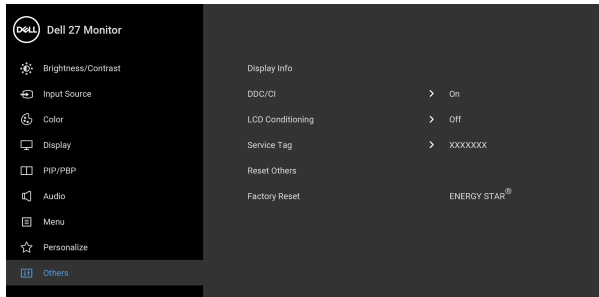 DELL Dell 27 Monitor
Brightness/Contrast
Input Source
Color
Display
PIP/PBP
Audio
Menu
Personalize
Others
Display Info
DDC/CI > On
LCD Conditioning > Off
Service Tag > XXXXXXX
Reset Others
Factory Reset ENERGY STAR®